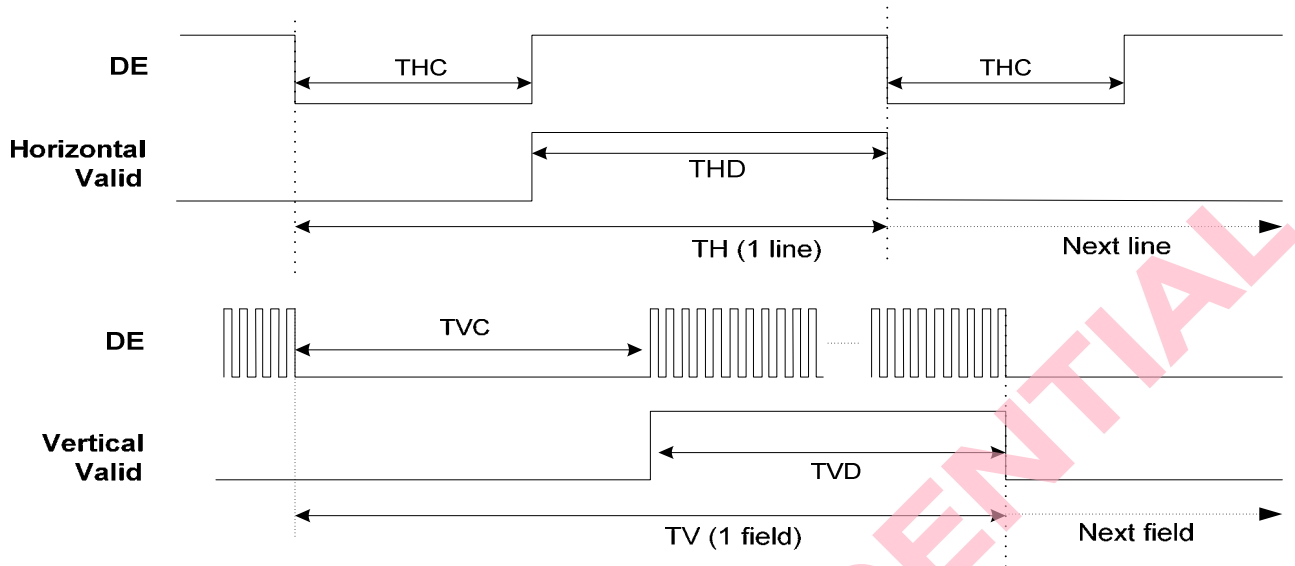 DE
THC
THC
Horizontal
Valid
THD
TH (1 line)
Next line
DE
TVC
Vertical
Valid
TVD
TV (1 field)
Next field
ENTIAL